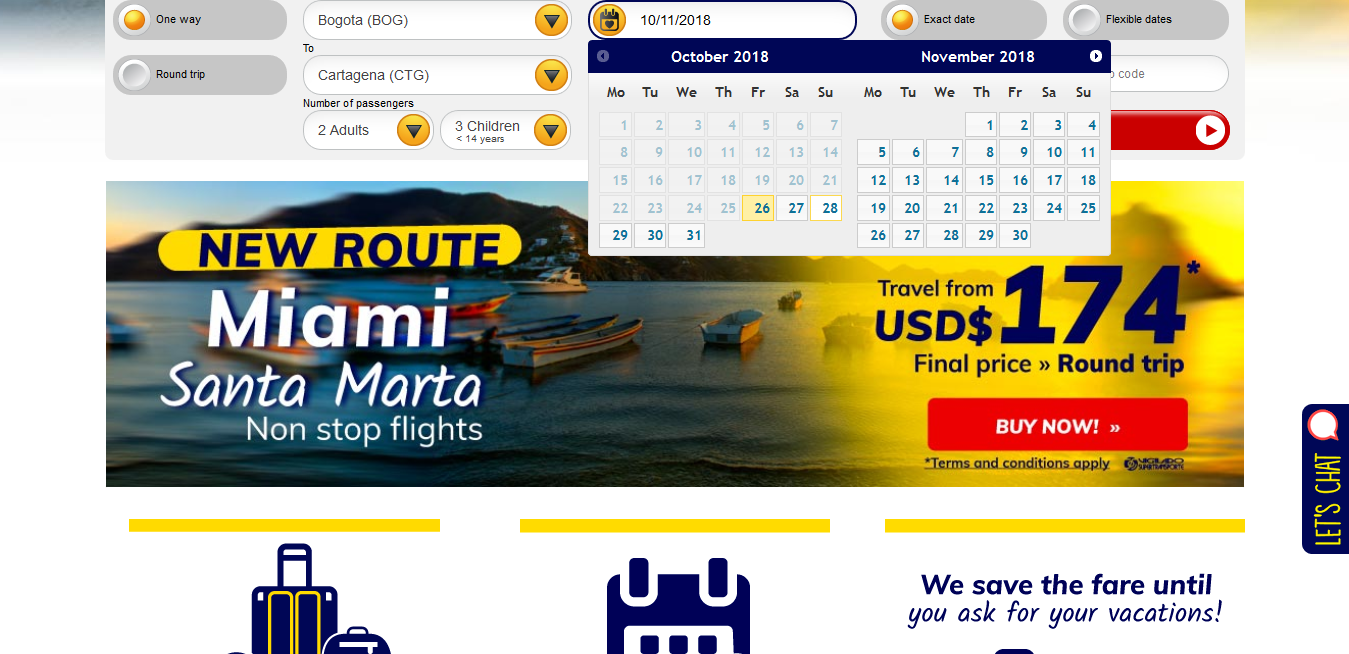 One way
Bogota (BOG)
10/11/2018
Exact date
Flexible dates
To
Round trip
Cartagena (CTG)
code
Number of passengers
2 Adults
3 Children
< 14 years
October 2018
Mo Tu We Th Fr Sa Su
1 2 3 4 5 6 7
8 9 10 11 12 13 14
15 16 17 18 19 20 21
22 23 24 25 26 27 28
29 30 31
November 2018
Mo Tu We Th Fr Sa Su
1 2 3 4
5 6 7 8 9 10 11
12 13 14 15 16 17 18
19 20 21 22 23 24 25
26 27 28 29 30
NEW ROUTE
Miami
Santa Marta
Non stop flights
Travel from
USD$ 174*
Final price » Round trip
BUY NOW! »
*Terms and conditions apply
LET'S CHAT
We save the fare until
you ask for your vacations!